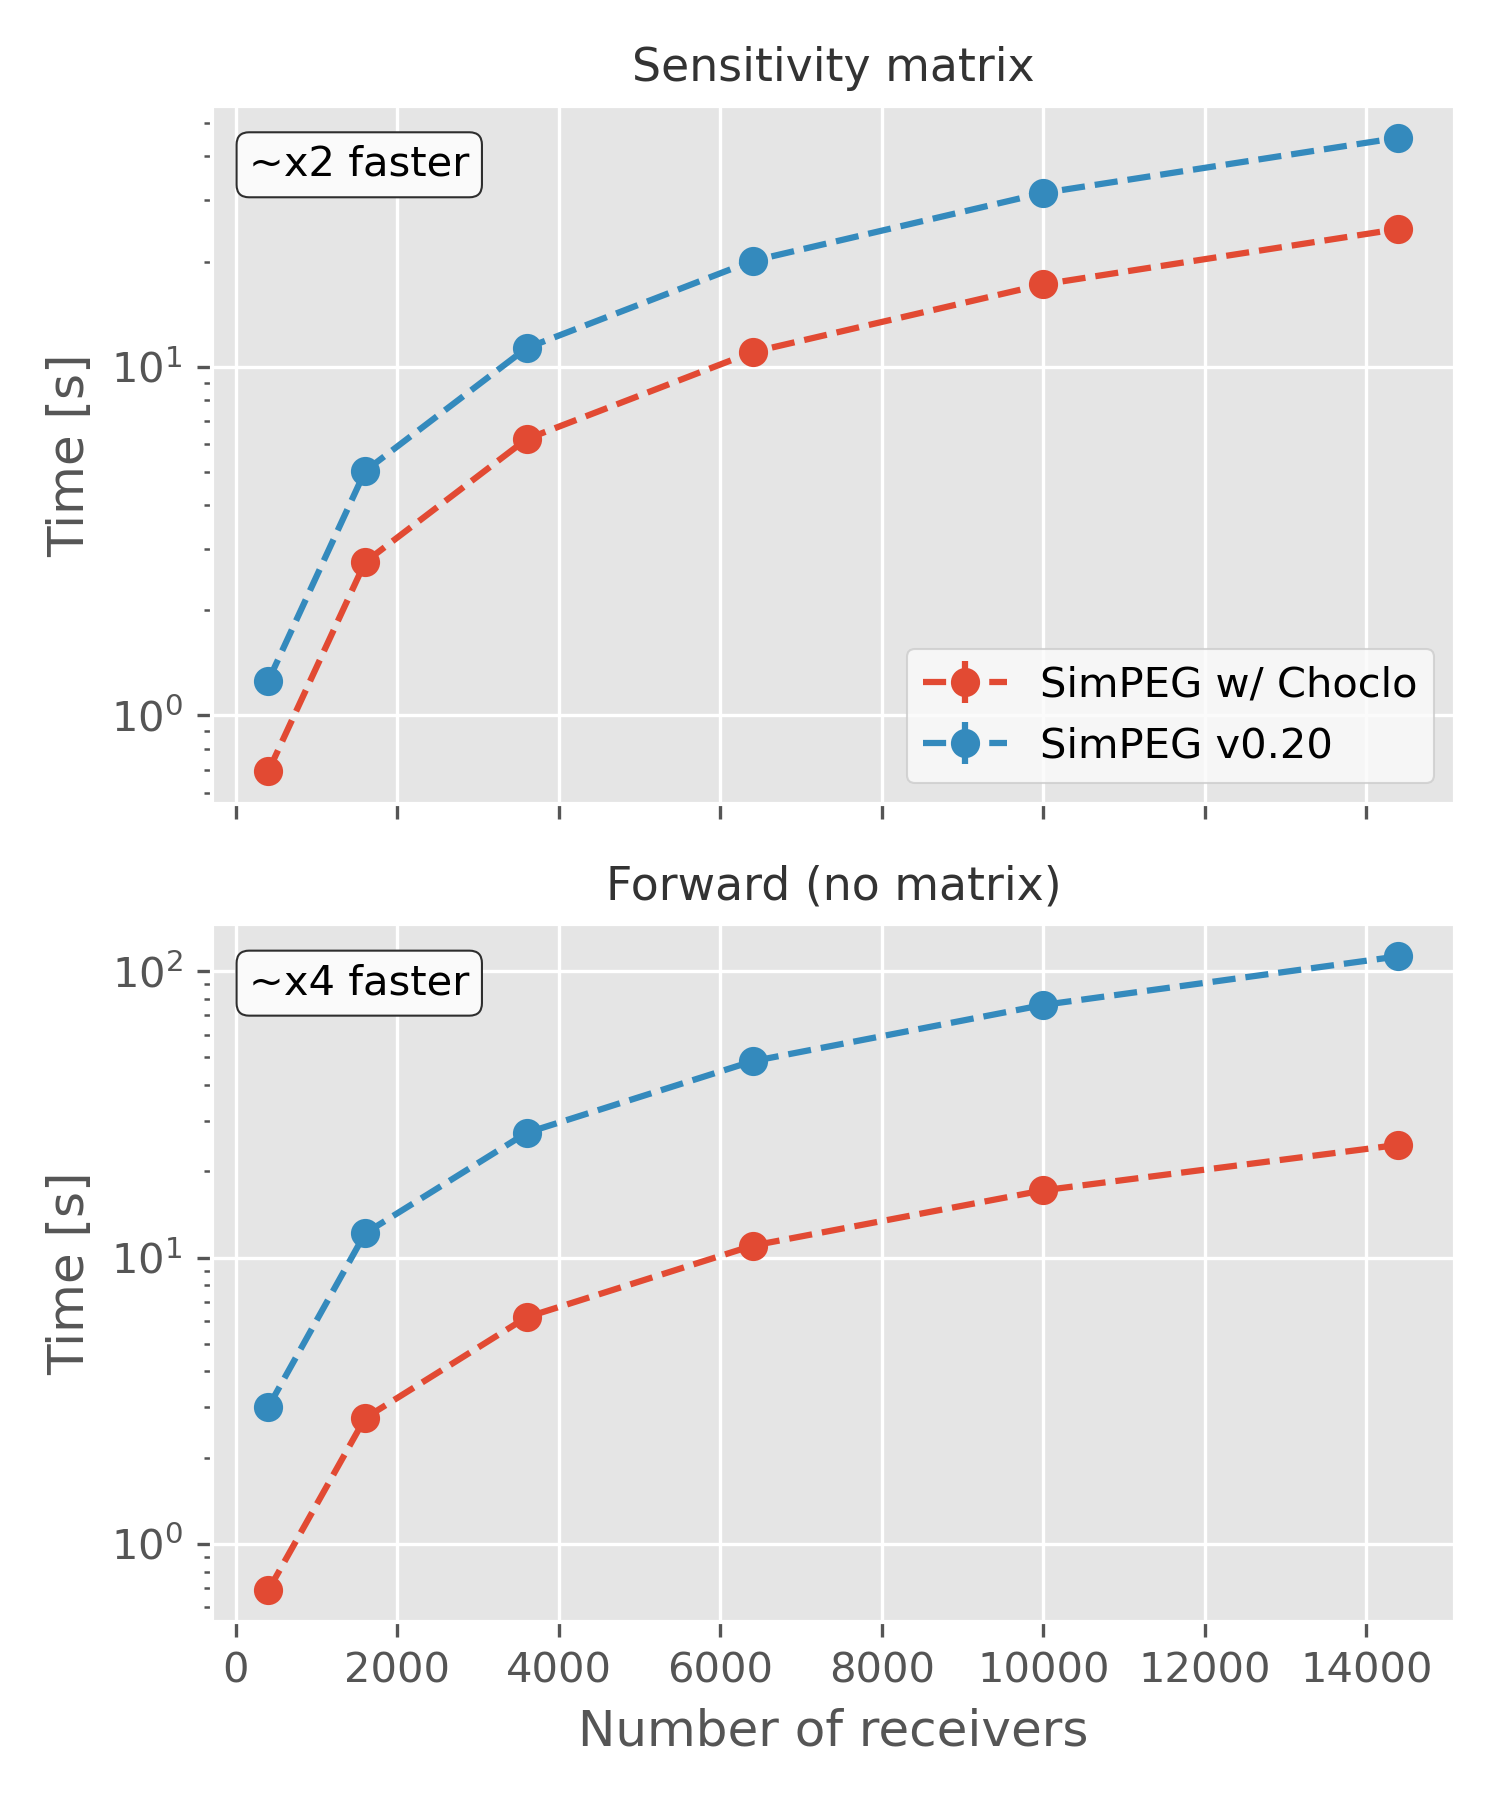 Sensitivity matrix
~x2 faster
Time [s]
10¹
10⁰
SimPEG w/ Choclo
SimPEG v0.20
Forward (no matrix)
~x4 faster
Time [s]
10²
10¹
10⁰
0 2000 4000 6000 8000 10000 12000 14000
Number of receivers